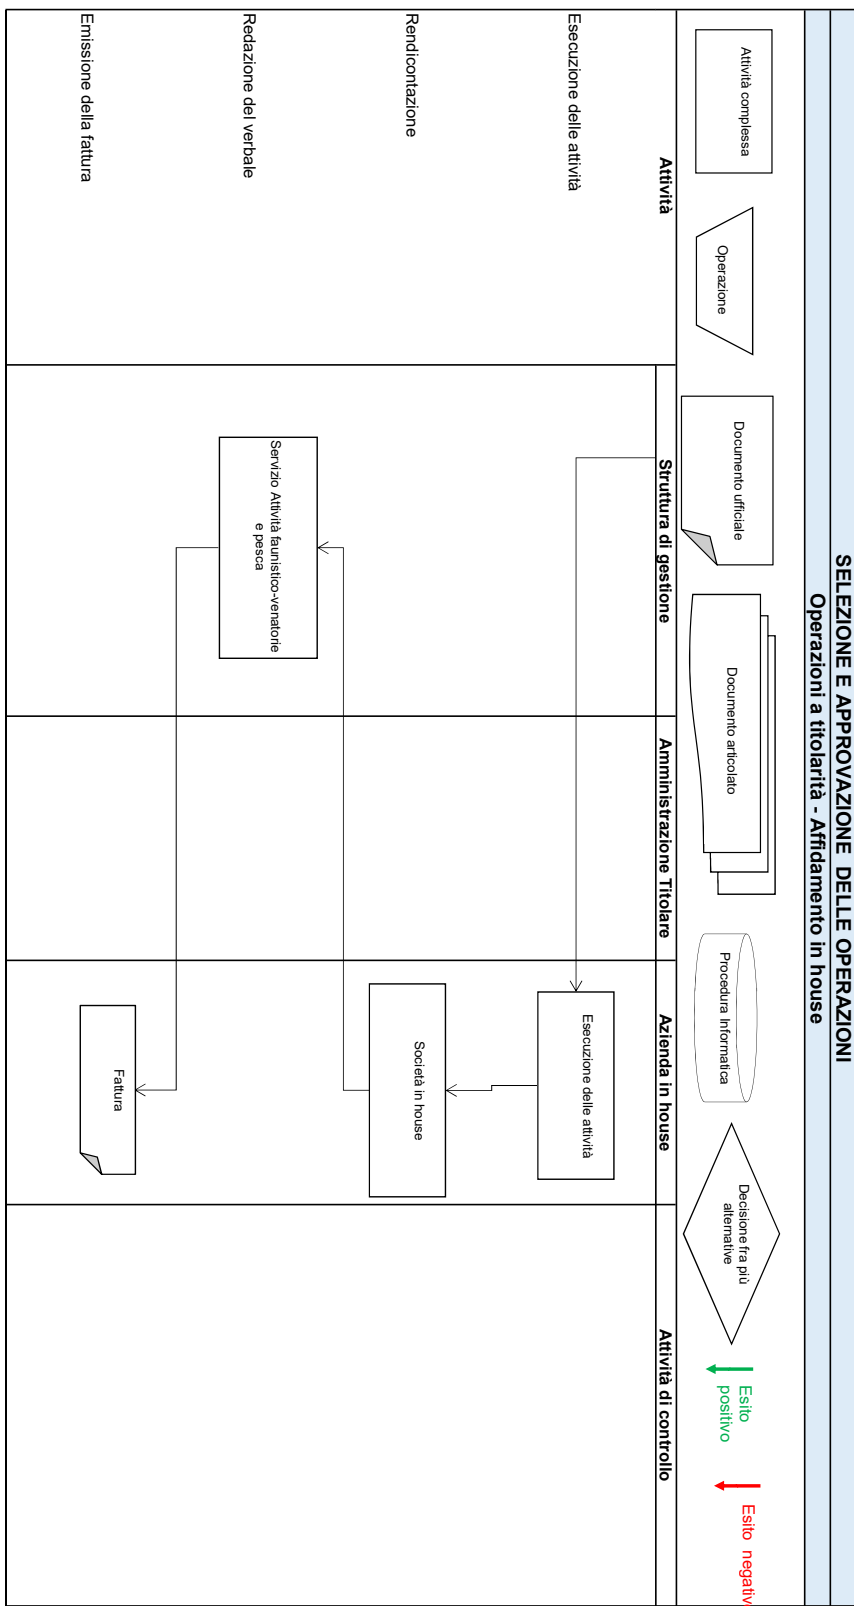 SELEZIONE E APPROVAZIONE DELLE OPERAZIONI
Operazioni a titolarità - Affidamento in house
Attività complessa
Operazione
Documento ufficiale
Documento articolato
Procedura Informatica
Decisione fra più
alternative
Esito
positivo
Esito negativ
Attività
Struttura di gestione
Amministrazione Titolare
Azienda in house
Attività di controllo
Esecuzione delle attività
Esecuzione delle attività
Rendicontazione
Società in house
Redazione del verbale
Servizio Attività faunistico-venatorie
e pesca
Emissione della fattura
Fattura